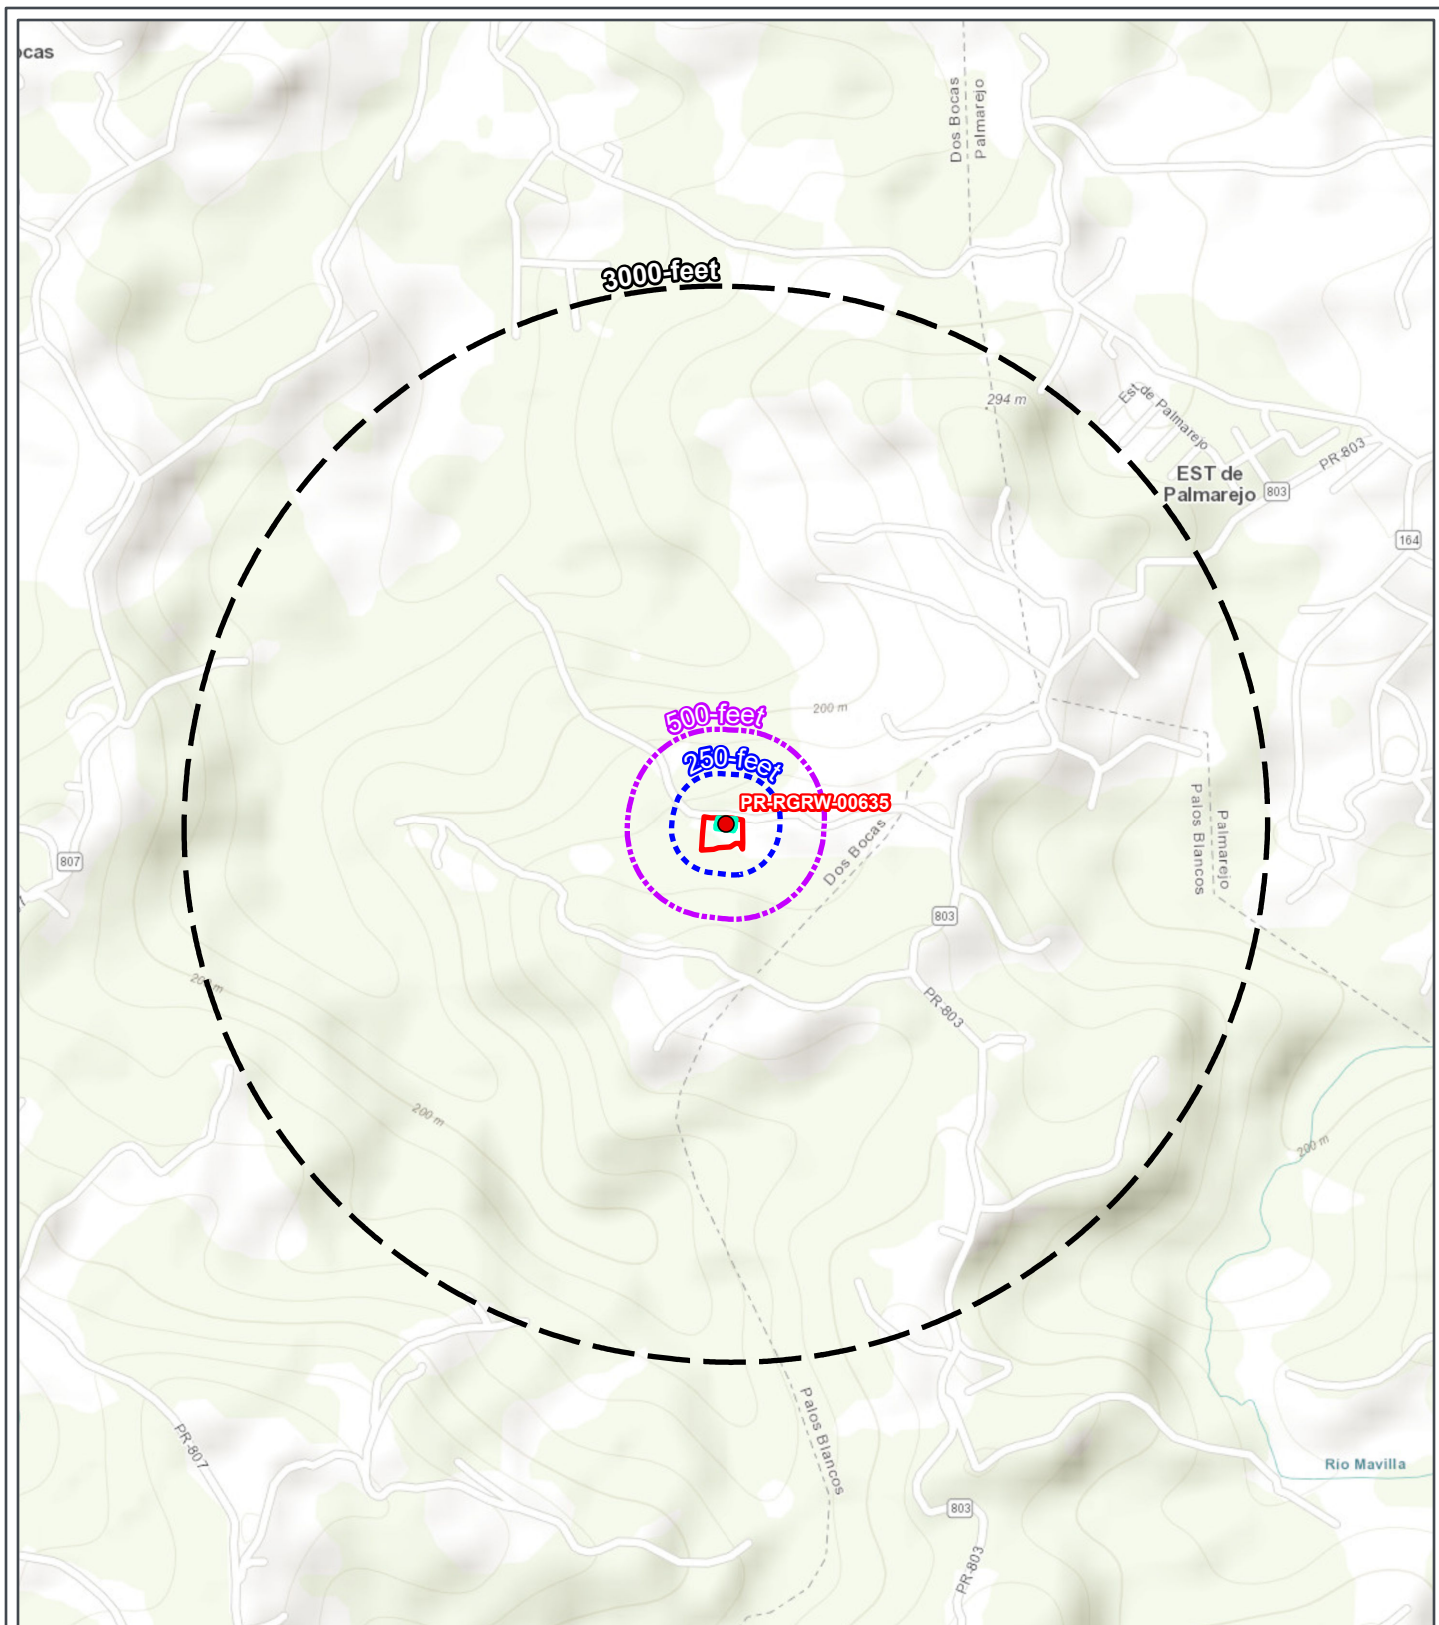 ocas
Dos Bocas
Palmarejo
3000-feet
294 m
Est de Palmarejo
PR-803
EST de
Palmarejo
803
164
500-feet
200 m
250-feet
PR-RGRW-00635
Dos Bocas
Palos Blancos
Palmarejo
807
803
200 m
PR-803
200 m
200 m
Palos Blancos
PR-807
Río Mavilla
803
PR-803